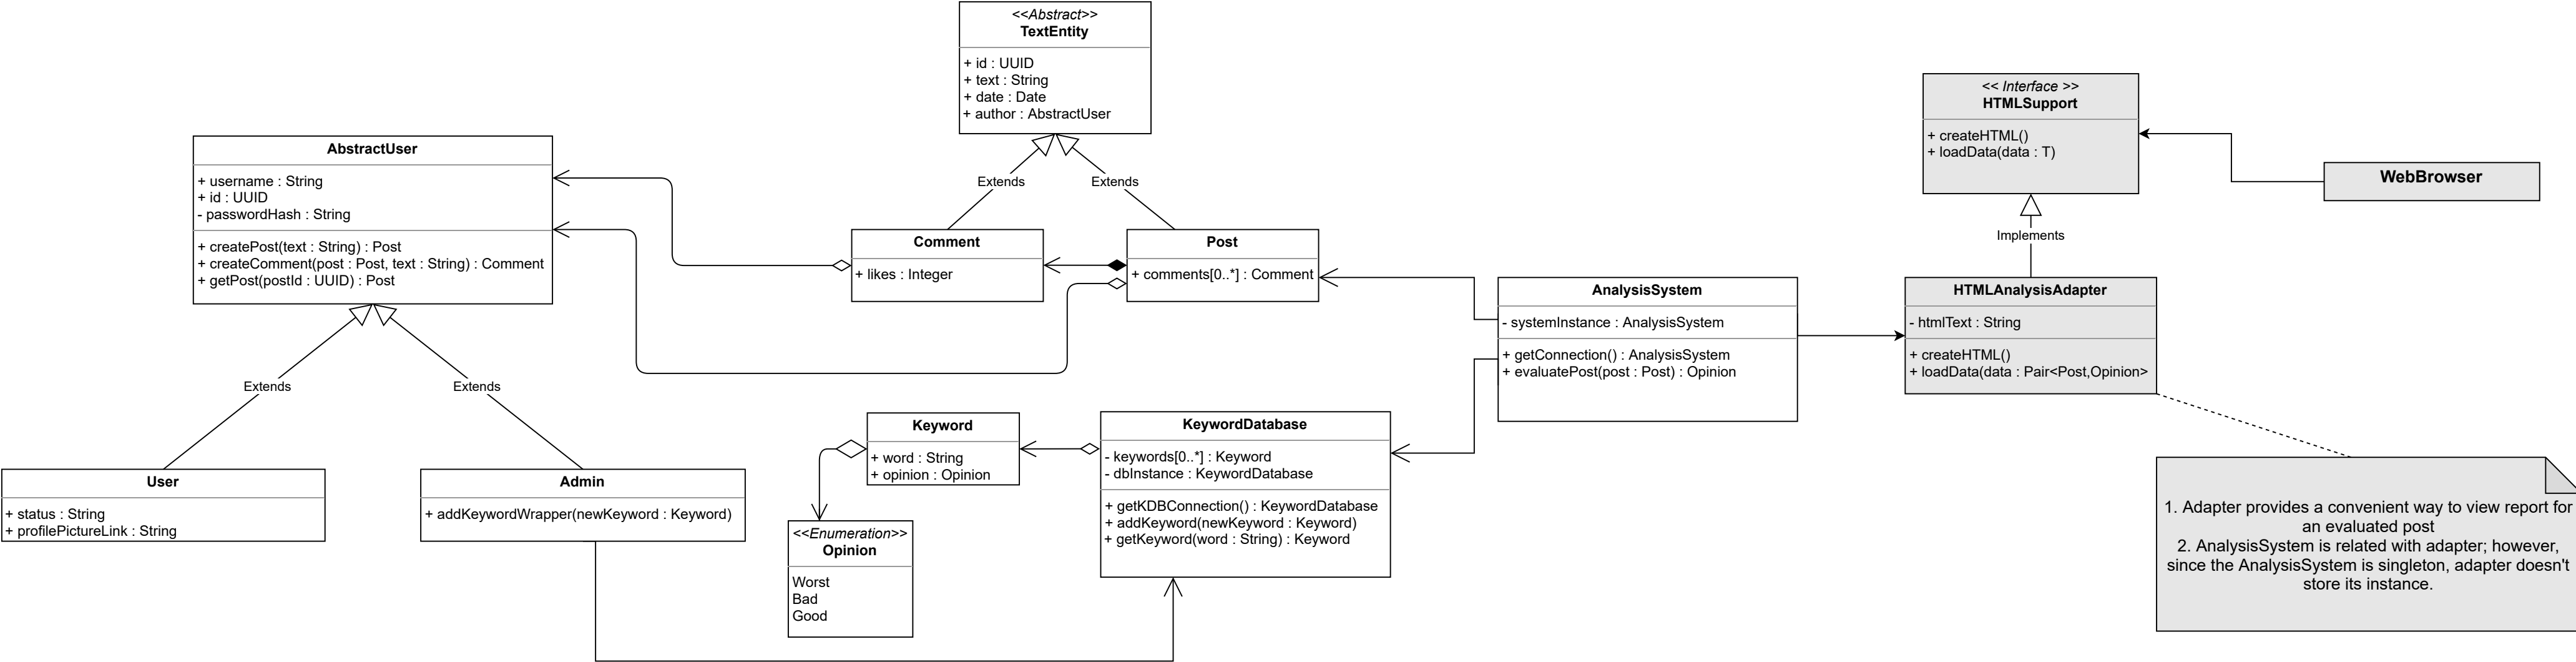 <<Abstract>>
TextEntity
+ id : UUID
+ text : String
+ date : Date
+ author : AbstractUser
<< Interface >>
HTMLSupport
+ createHTML()
+ loadData(data : T)
WebBrowser
AbstractUser
+ username : String
+ id : UUID
- passwordHash : String
+ createPost(text : String) : Post
+ createComment(post : Post, text : String) : Comment
+ getPost(postId : UUID) : Post
Extends
Extends
Comment
+ likes : Integer
Post
+ comments[0..*] : Comment
Implements
AnalysisSystem
- systemInstance : AnalysisSystem
+ getConnection() : AnalysisSystem
+ evaluatePost(post : Post) : Opinion
HTMLAnalysisAdapter
- htmlText : String
+ createHTML()
+ loadData(data : Pair<Post,Opinion>
Extends
Extends
User
+ status : String
+ profilePictureLink : String
Admin
+ addKeywordWrapper(newKeyword : Keyword)
Keyword
+ word : String
+ opinion : Opinion
KeywordDatabase
- keywords[0..*] : Keyword
- dbInstance : KeywordDatabase
+ getKDBConnection() : KeywordDatabase
+ addKeyword(newKeyword : Keyword)
+ getKeyword(word : String) : Keyword
<<Enumeration>>
Opinion
Worst
Bad
Good
1. Adapter provides a convenient way to view report for
an evaluated post
2. AnalysisSystem is related with adapter; however,
since the AnalysisSystem is singleton, adapter doesn't
store its instance.